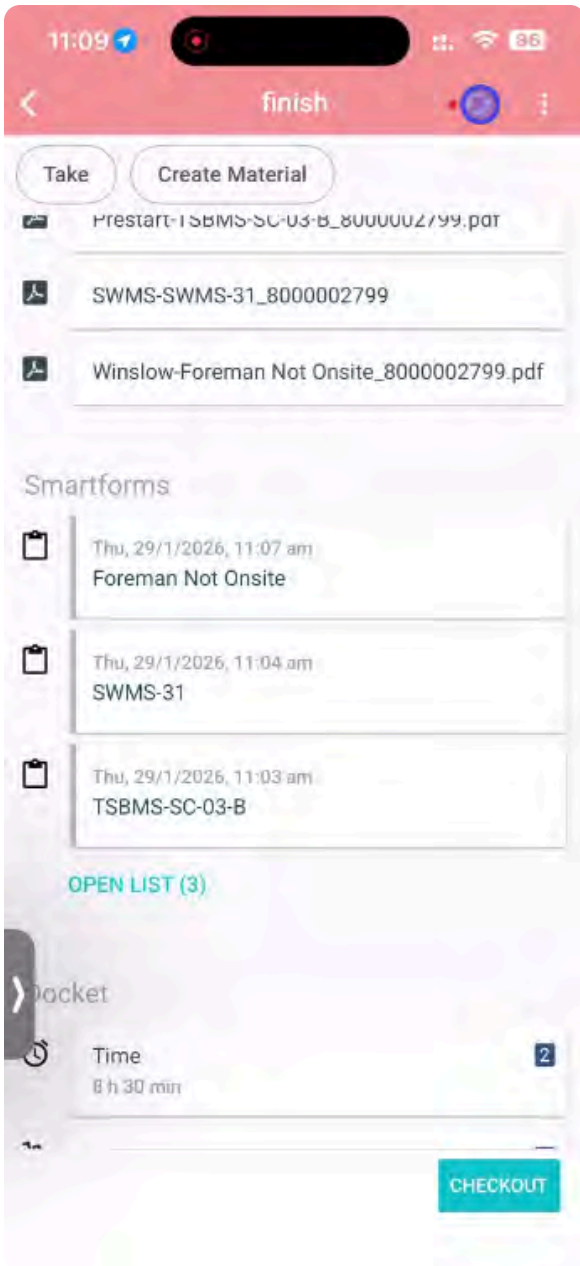 11:09
86
finish
Take
Create Material
Prestart-TSBMS-SC-03-B_8000002799.pdf
SWMS-SWMS-31_8000002799
Winslow-Foreman Not Onsite_8000002799.pdf
Smartforms
Thu, 29/1/2026, 11:07 am
Foreman Not Onsite
Thu, 29/1/2026, 11:04 am
SWMS-31
Thu, 29/1/2026, 11:03 am
TSBMS-SC-03-B
OPEN LIST (3)
Docket
Time
2
8 h 30 min
CHECKOUT